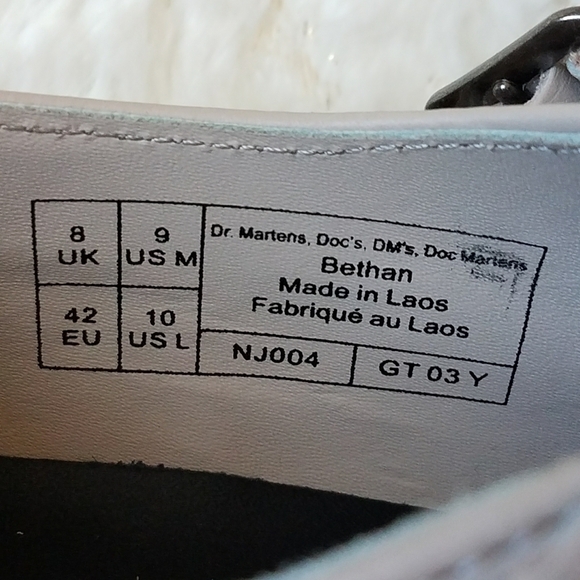 8
UK
9
US M
42
EU
10
US L
Dr. Martens, Doc's, DM's, Doc Martens
Bethan
Made in Laos
Fabriqué au Laos
NJ004
GT 03 Y